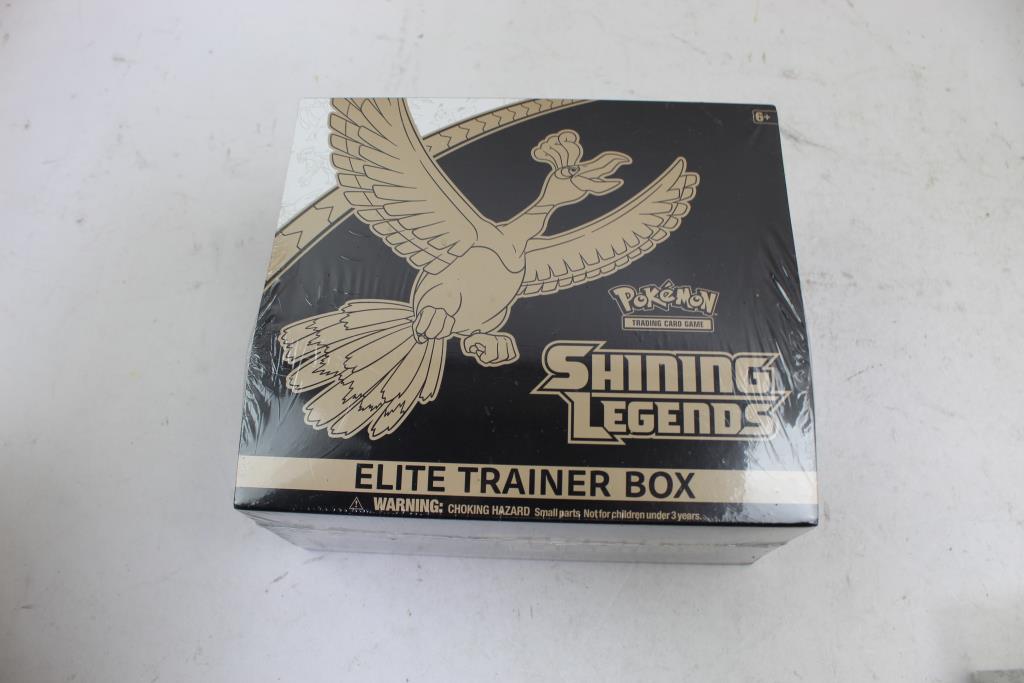 6+
POKéMON
TRADING CARD GAME
SHINING
LEGENDS
ELITE TRAINER BOX
WARNING: CHOKING HAZARD Small parts. Not for children under 3 years.